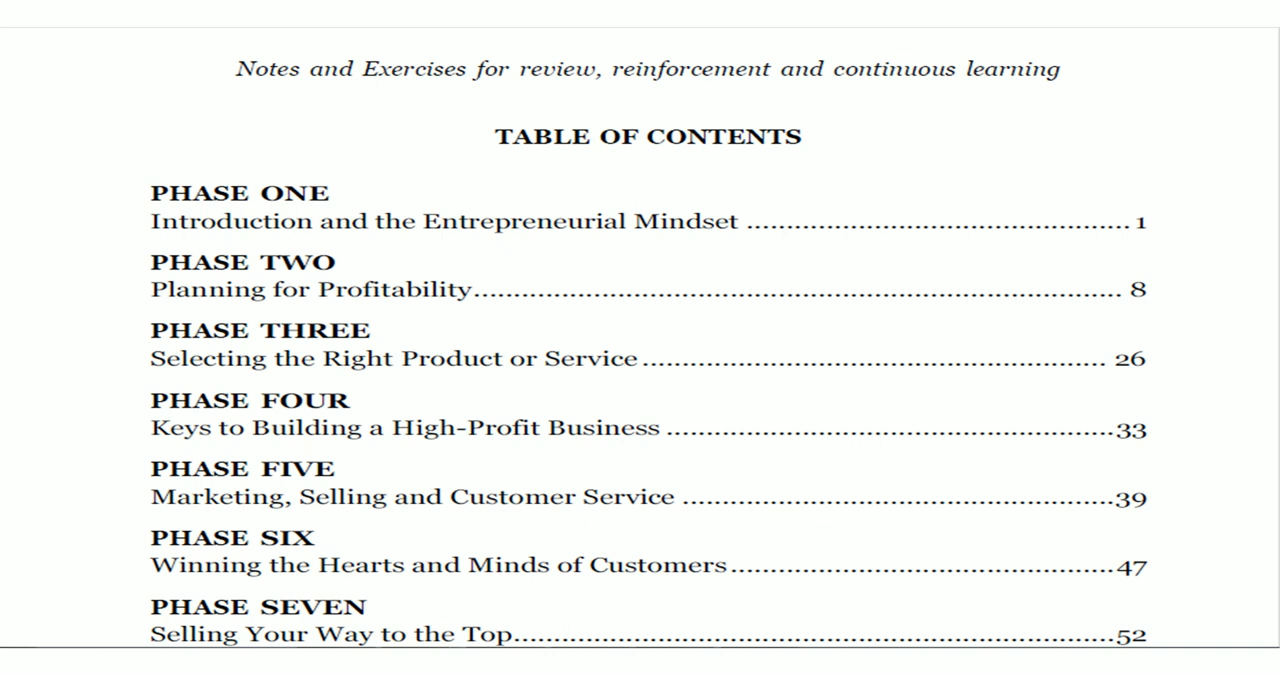 Notes and Exercises for review, reinforcement and continuous learning
TABLE OF CONTENTS
PHASE ONE
Introduction and the Entrepreneurial Mindset ................................................. 1
PHASE TWO
Planning for Profitability................................................................................... 8
PHASE THREE
Selecting the Right Product or Service........................................................... 26
PHASE FOUR
Keys to Building a High-Profit Business .........................................................33
PHASE FIVE
Marketing, Selling and Customer Service .......................................................39
PHASE SIX
Winning the Hearts and Minds of Customers.................................................47
PHASE SEVEN
Selling Your Way to the Top.............................................................................52